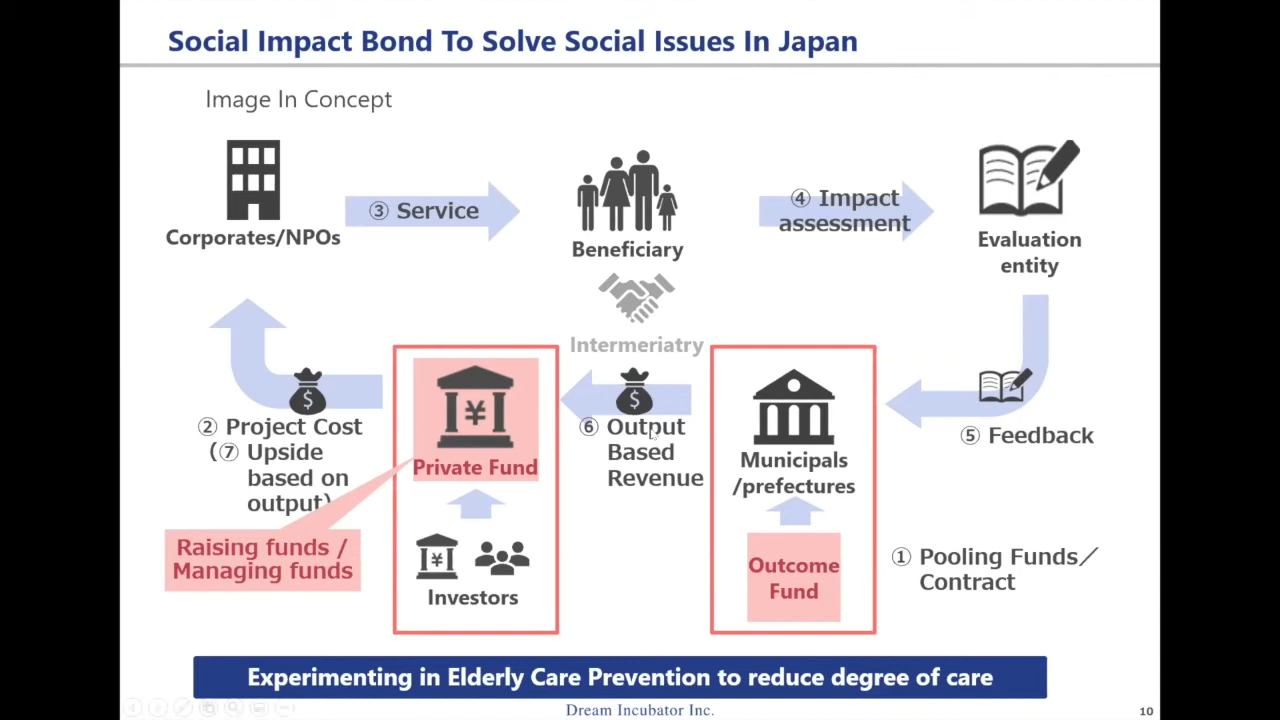 Social Impact Bond To Solve Social Issues In Japan
Image In Concept
Corporates/NPOs
③ Service
Beneficiary
④ Impact
assessment
Evaluation
entity
Intermeriatry
② Project Cost
(⑦ Upside
based on
output)
¥
Private Fund
⑥ Output
Based
Revenue
Municipals
/prefectures
⑤ Feedback
$
$
Raising funds /
Managing funds
¥
Investors
Outcome
Fund
① Pooling Funds／
Contract
Experimenting in Elderly Care Prevention to reduce degree of care
Dream Incubator Inc.
10